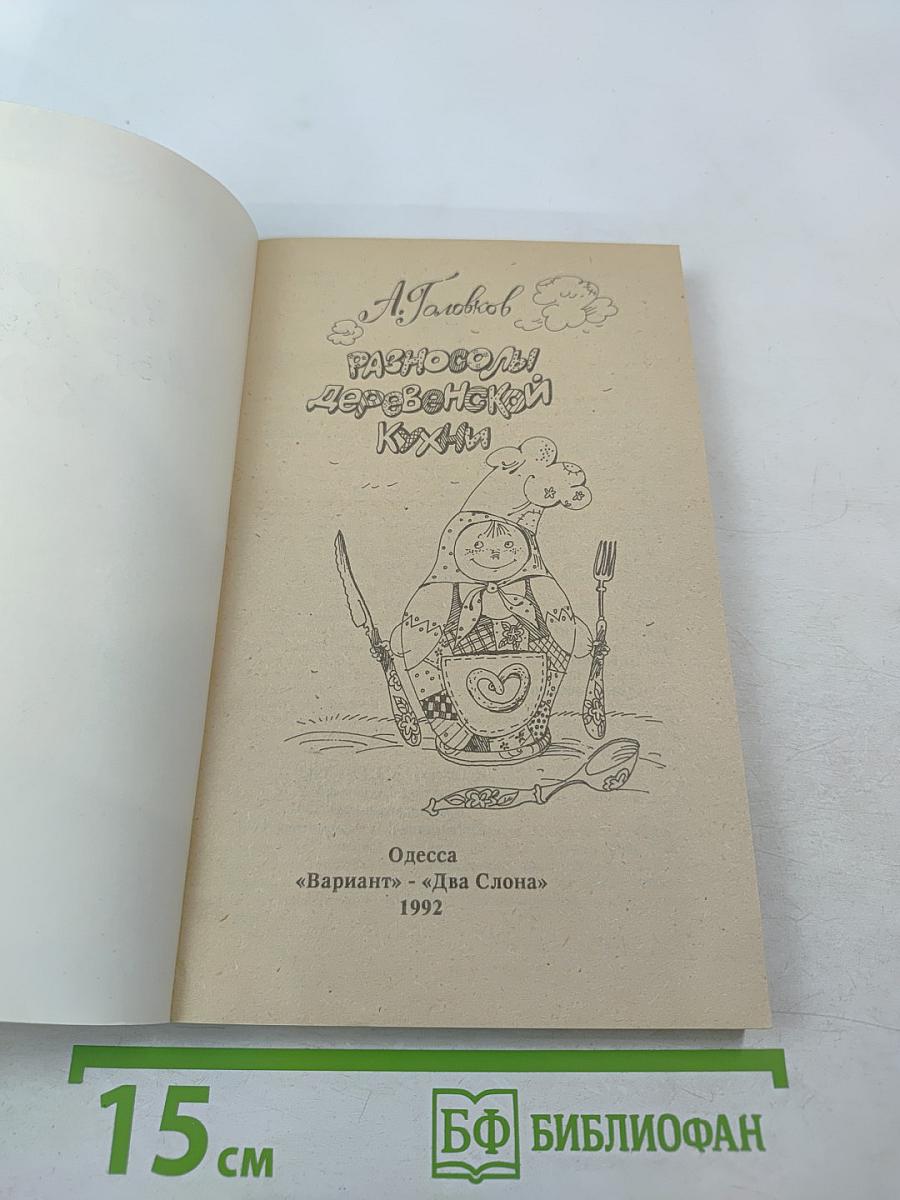 А. Головков
РАЗНОСОЛЫ
ДЕРЕВЕНСКОЙ
КУХНИ
Одесса
«Вариант» - «Два Слона»
1992
15 см
БФ БИБЛИОФАН